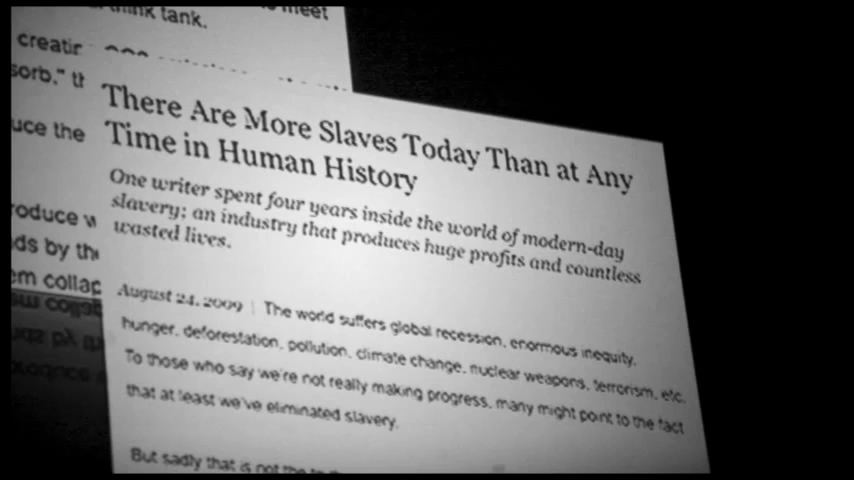 think tank.
meet
creatin
sorb," th
uce the
roduce w
ds by the
em collap
There Are More Slaves Today Than at Any
Time in Human History
One writer spent four years inside the world of modern-day
slavery; an industry that produces huge profits and countless
wasted lives.
August 24, 2009 | The world suffers global recession, enormous inequity,
hunger, deforestation, pollution, climate change, nuclear weapons, terrorism, etc.
To those who say we're not really making progress, many might point to the fact
that at least we've eliminated slavery.
But sadly that is not the